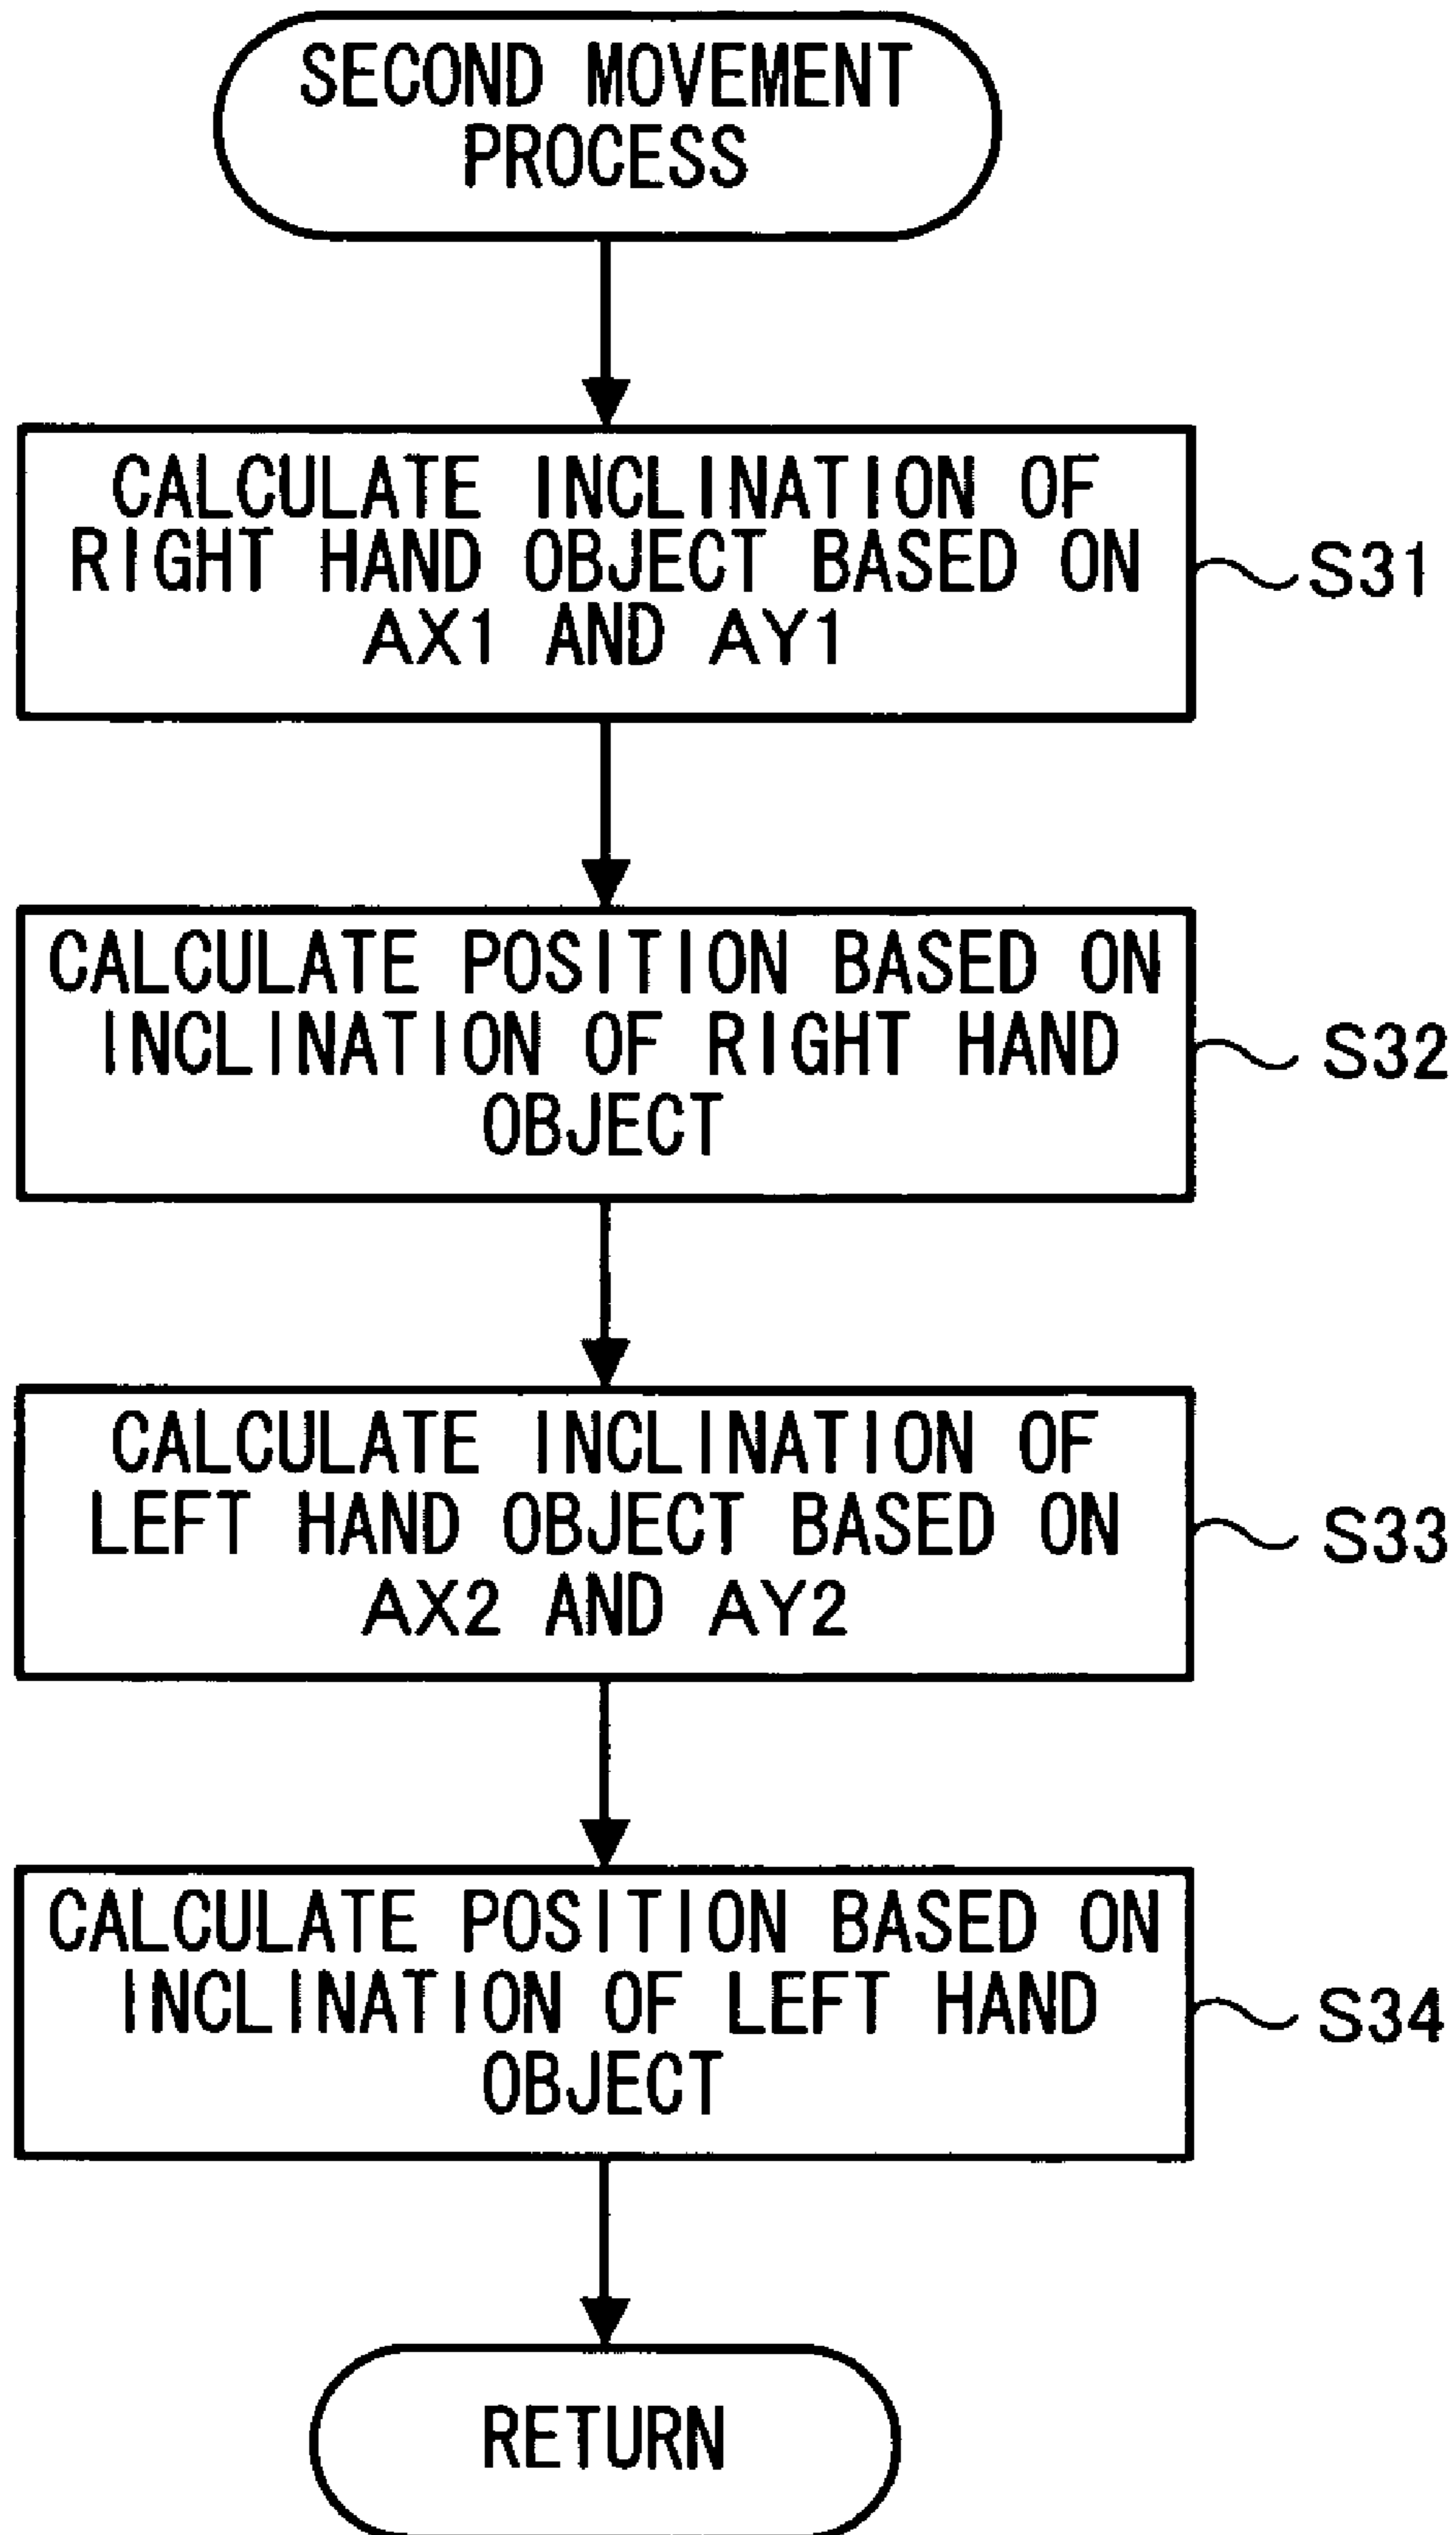 SECOND MOVEMENT
PROCESS
CALCULATE INCLINATION OF
RIGHT HAND OBJECT BASED ON
AX1 AND AY1
S31
CALCULATE POSITION BASED ON
INCLINATION OF RIGHT HAND
OBJECT
S32
CALCULATE INCLINATION OF
LEFT HAND OBJECT BASED ON
AX2 AND AY2
S33
CALCULATE POSITION BASED ON
INCLINATION OF LEFT HAND
OBJECT
S34
RETURN